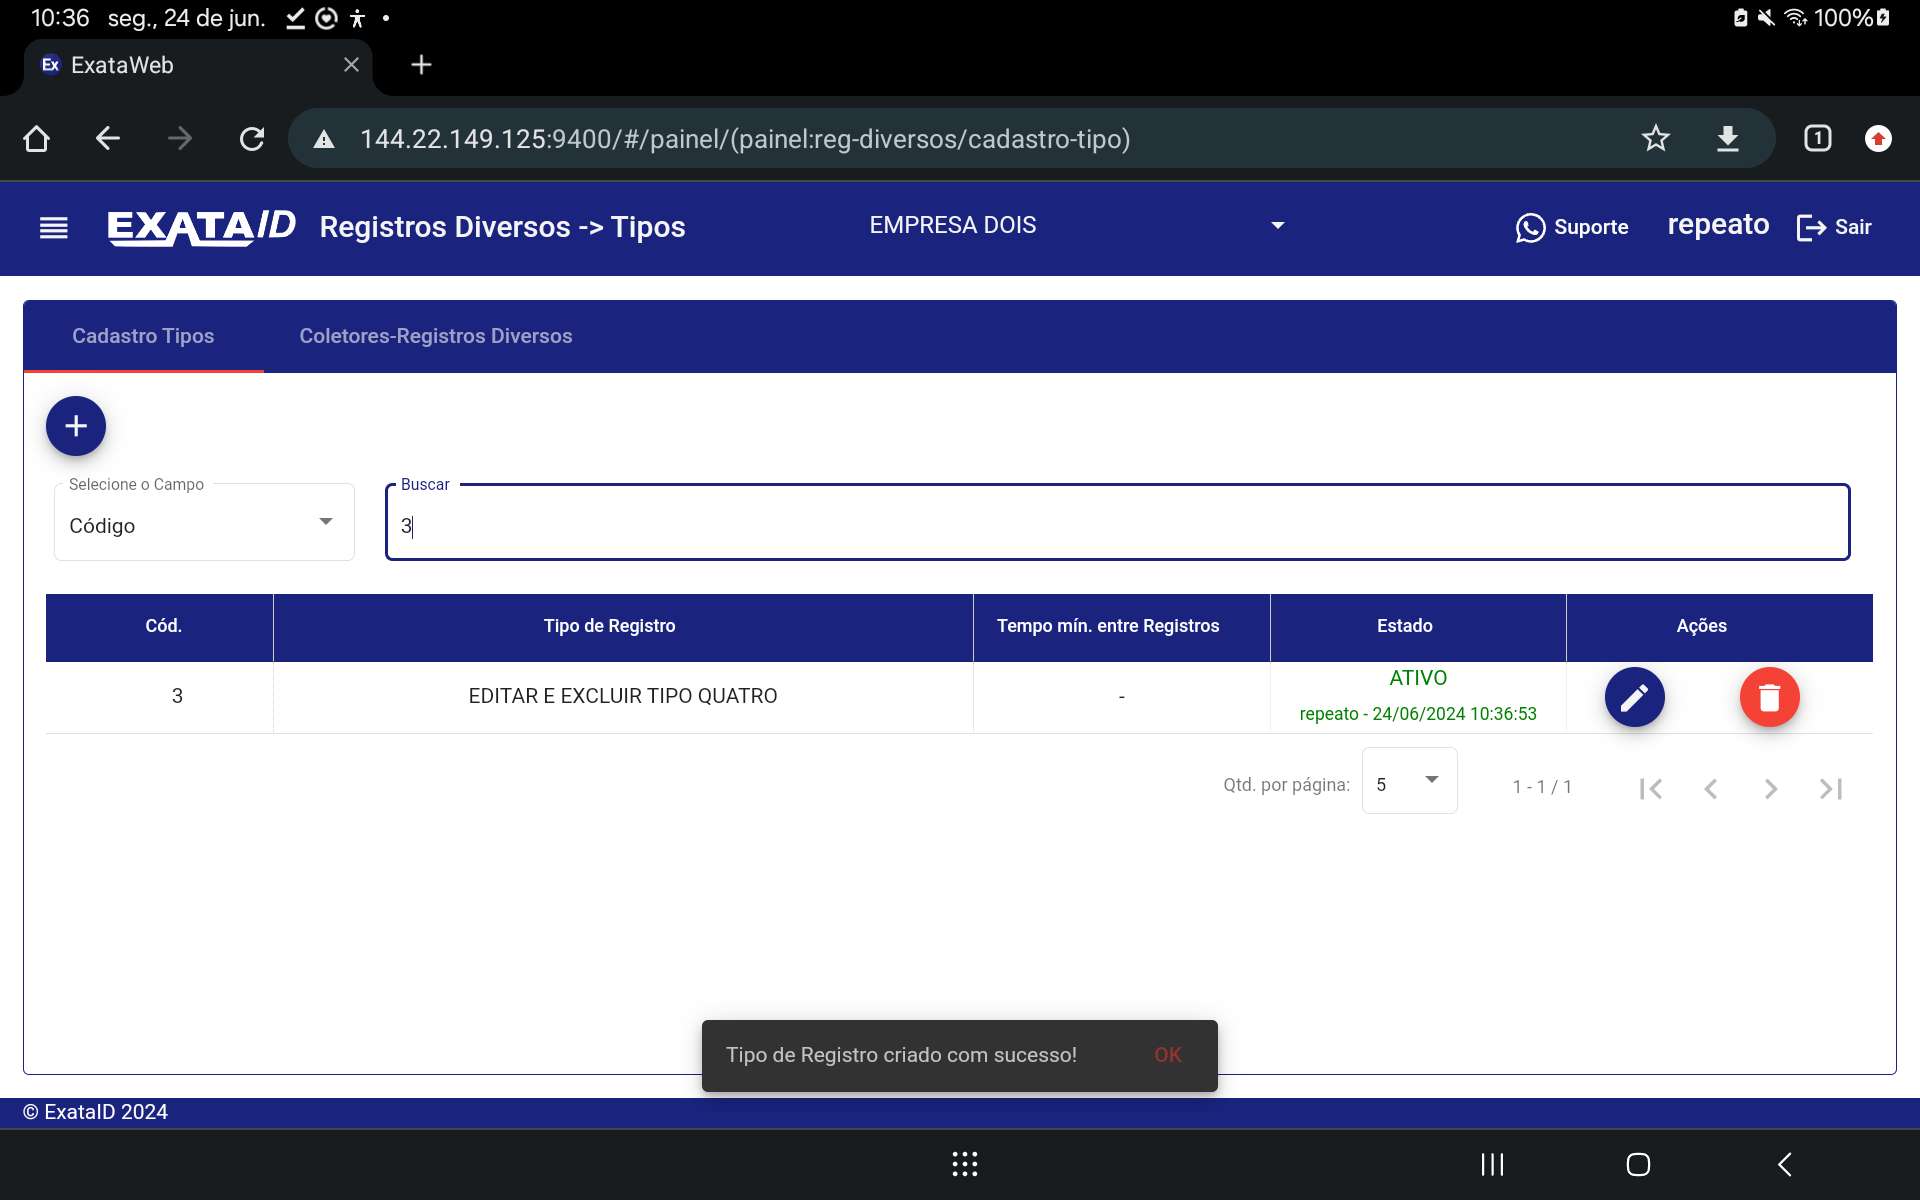 10:36 seg., 24 de jun. 100%
Ex ExataWeb
144.22.149.125:9400/#/painel/(painel:reg-diversos/cadastro-tipo) 1
EXATAID Registros Diversos -> Tipos EMPRESA DOIS Suporte repeato Sair
Cadastro Tipos Coletores-Registros Diversos
Selecione o Campo Buscar
Código 3
Cód. Tipo de Registro Tempo mín. entre Registros Estado Ações
3 EDITAR E EXCLUIR TIPO QUATRO - ATIVO
repeato - 24/06/2024 10:36:53
Qtd. por página: 5 1 - 1 / 1
Tipo de Registro criado com sucesso! OK
© ExataID 2024